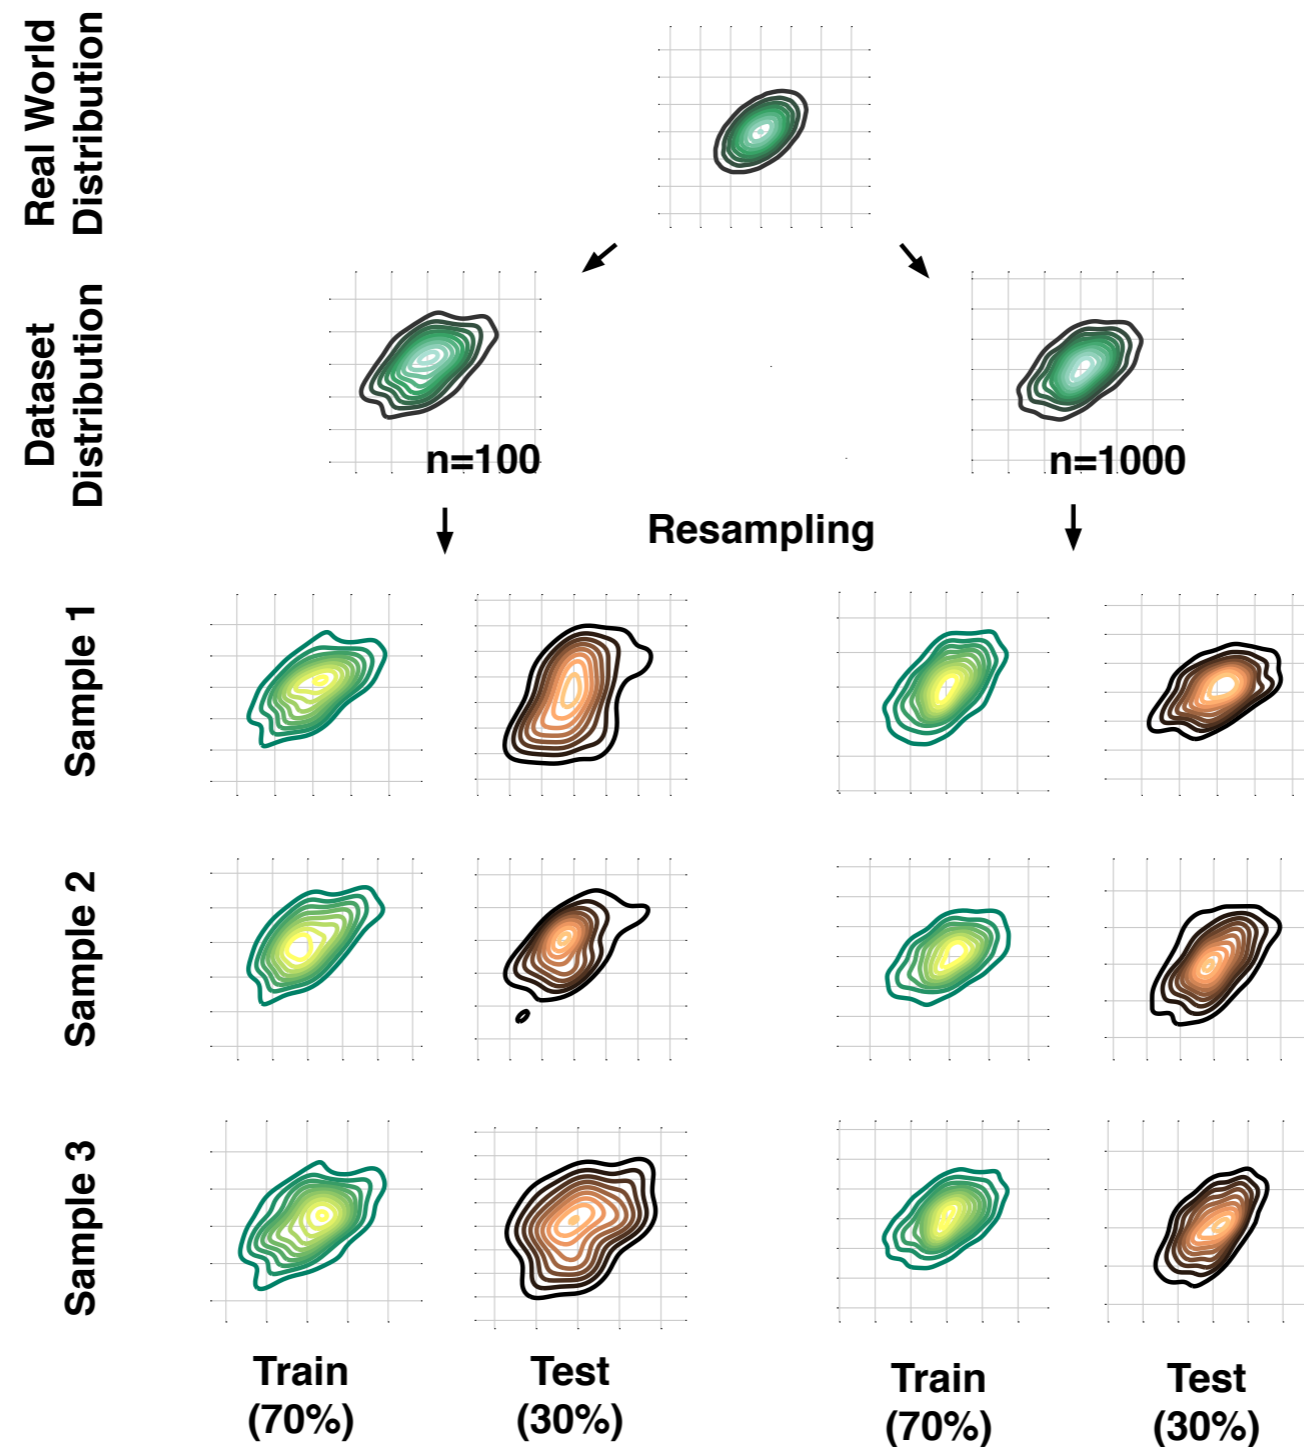 Real World
Distribution
Dataset
Distribution
n=100
n=1000
Resampling
Sample 1
Sample 2
Sample 3
Train
(70%)
Test
(30%)
Train
(70%)
Test
(30%)